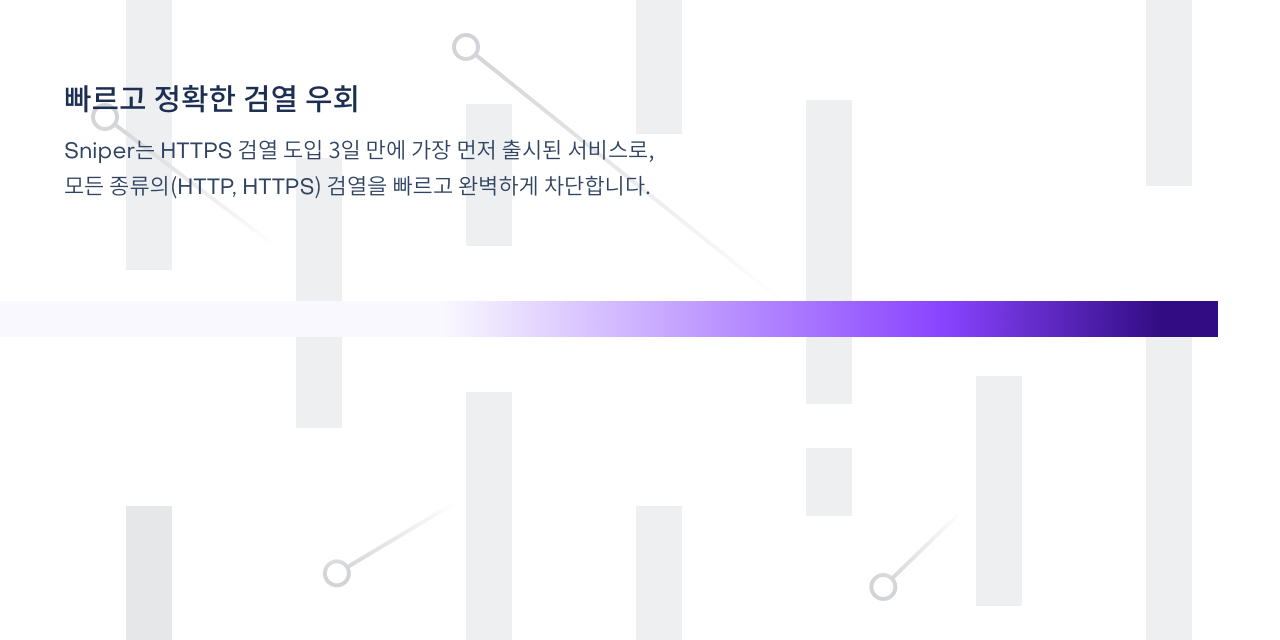 빠르고 정확한 검열 우회
Sniper는 HTTPS 검열 도입 3일 만에 가장 먼저 출시된 서비스로,
모든 종류의(HTTP, HTTPS) 검열을 빠르고 완벽하게 차단합니다.